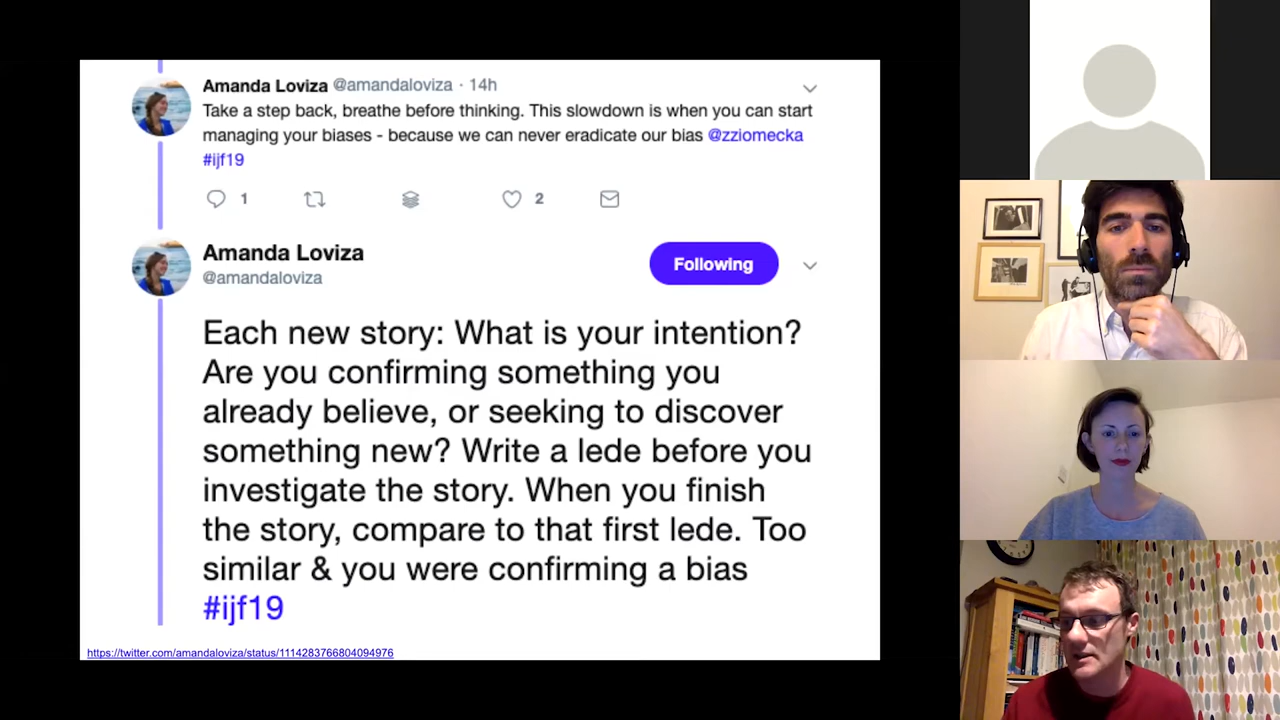 Amanda Loviza @amandaloviza · 14h
Take a step back, breathe before thinking. This slowdown is when you can start
managing your biases - because we can never eradicate our bias @zziomecka
#ijf19
1 2
Amanda Loviza
@amandaloviza
Following
Each new story: What is your intention?
Are you confirming something you
already believe, or seeking to discover
something new? Write a lede before you
investigate the story. When you finish
the story, compare to that first lede. Too
similar & you were confirming a bias
#ijf19
https://twitter.com/amandaloviza/status/1114283766804094976